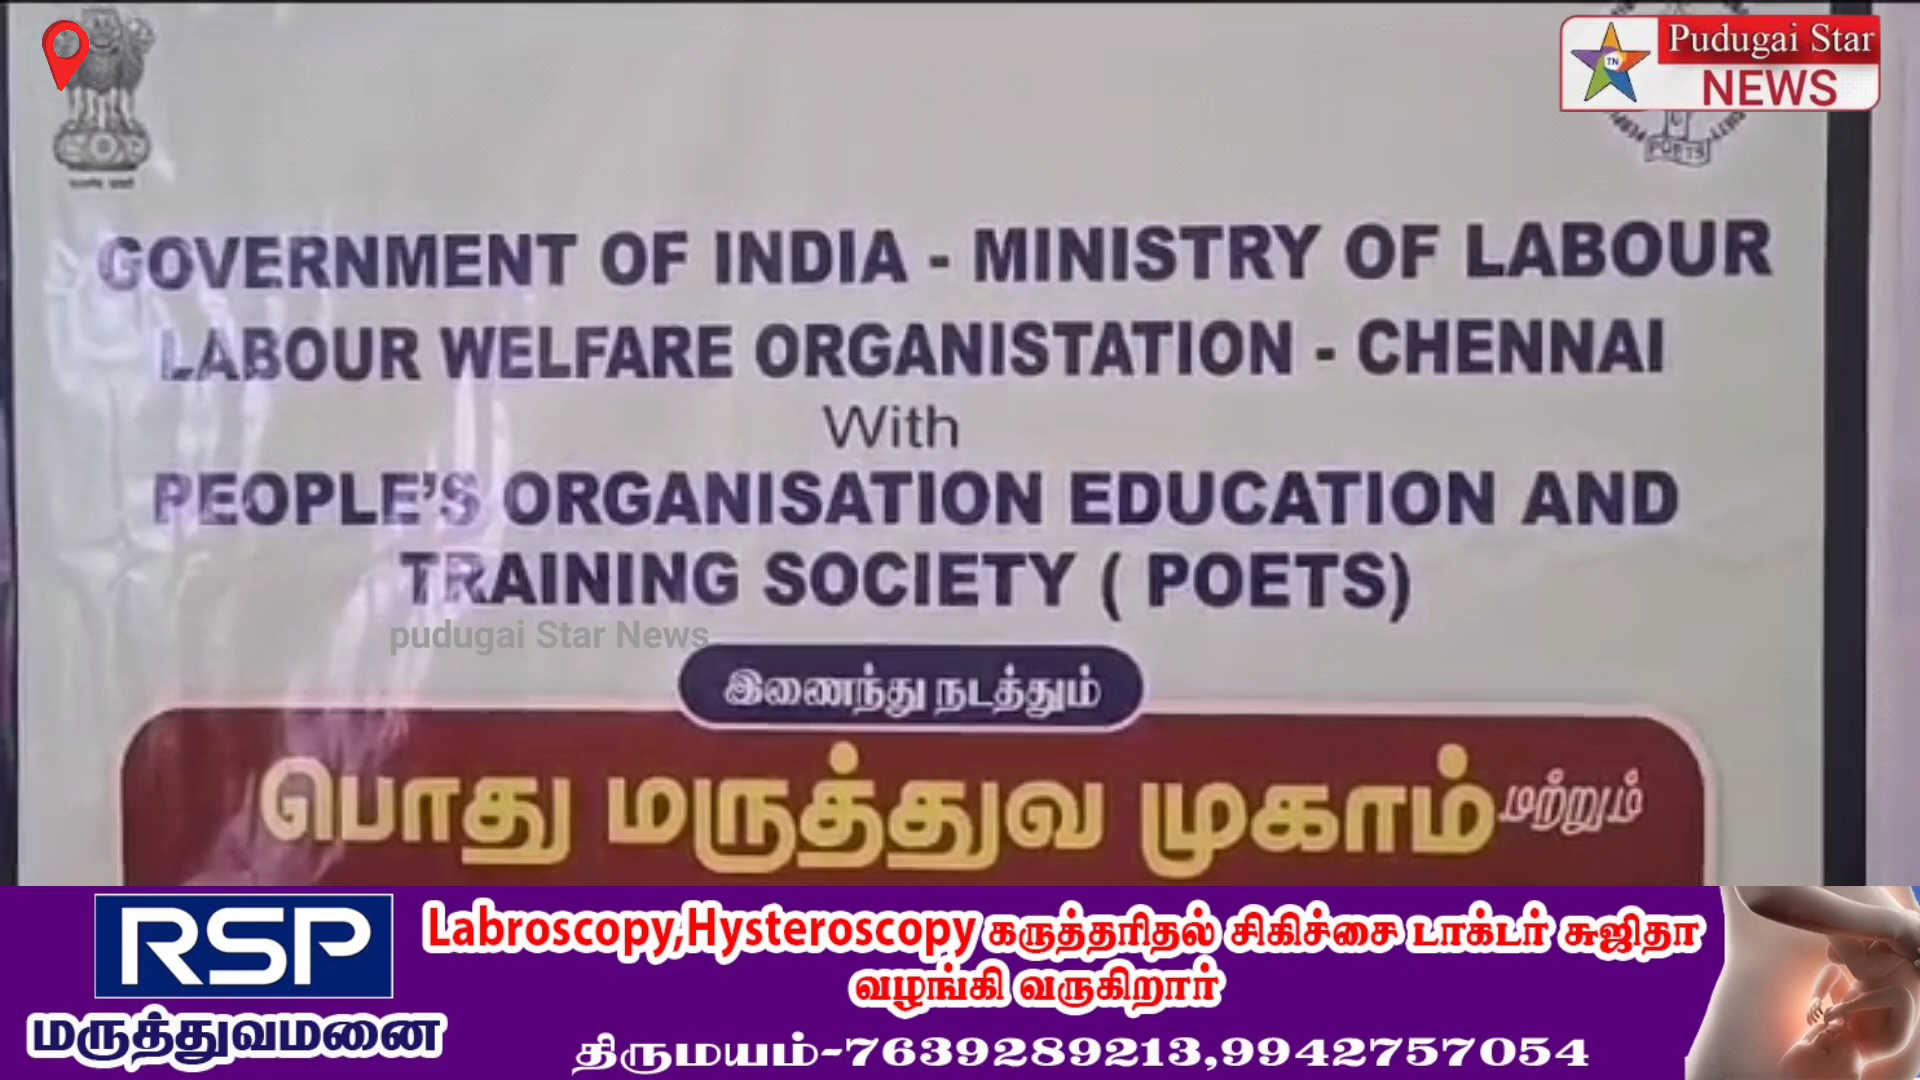 Pudugai Star
NEWS
POETS
GOVERNMENT OF INDIA - MINISTRY OF LABOUR
LABOUR WELFARE ORGANISTATION - CHENNAI
With
PEOPLE'S ORGANISATION EDUCATION AND
TRAINING SOCIETY ( POETS)
pudugai Star News
இணைந்து நடத்தும்
பொது மருத்துவ முகாம் மற்றும்
RSP
மருத்துவமனை
Labroscopy,Hysteroscopy கருத்தரிதல் சிகிச்சை டாக்டர் சுஜிதா
வழங்கி வருகிறார்
திருமயம்-7639289213,9942757054